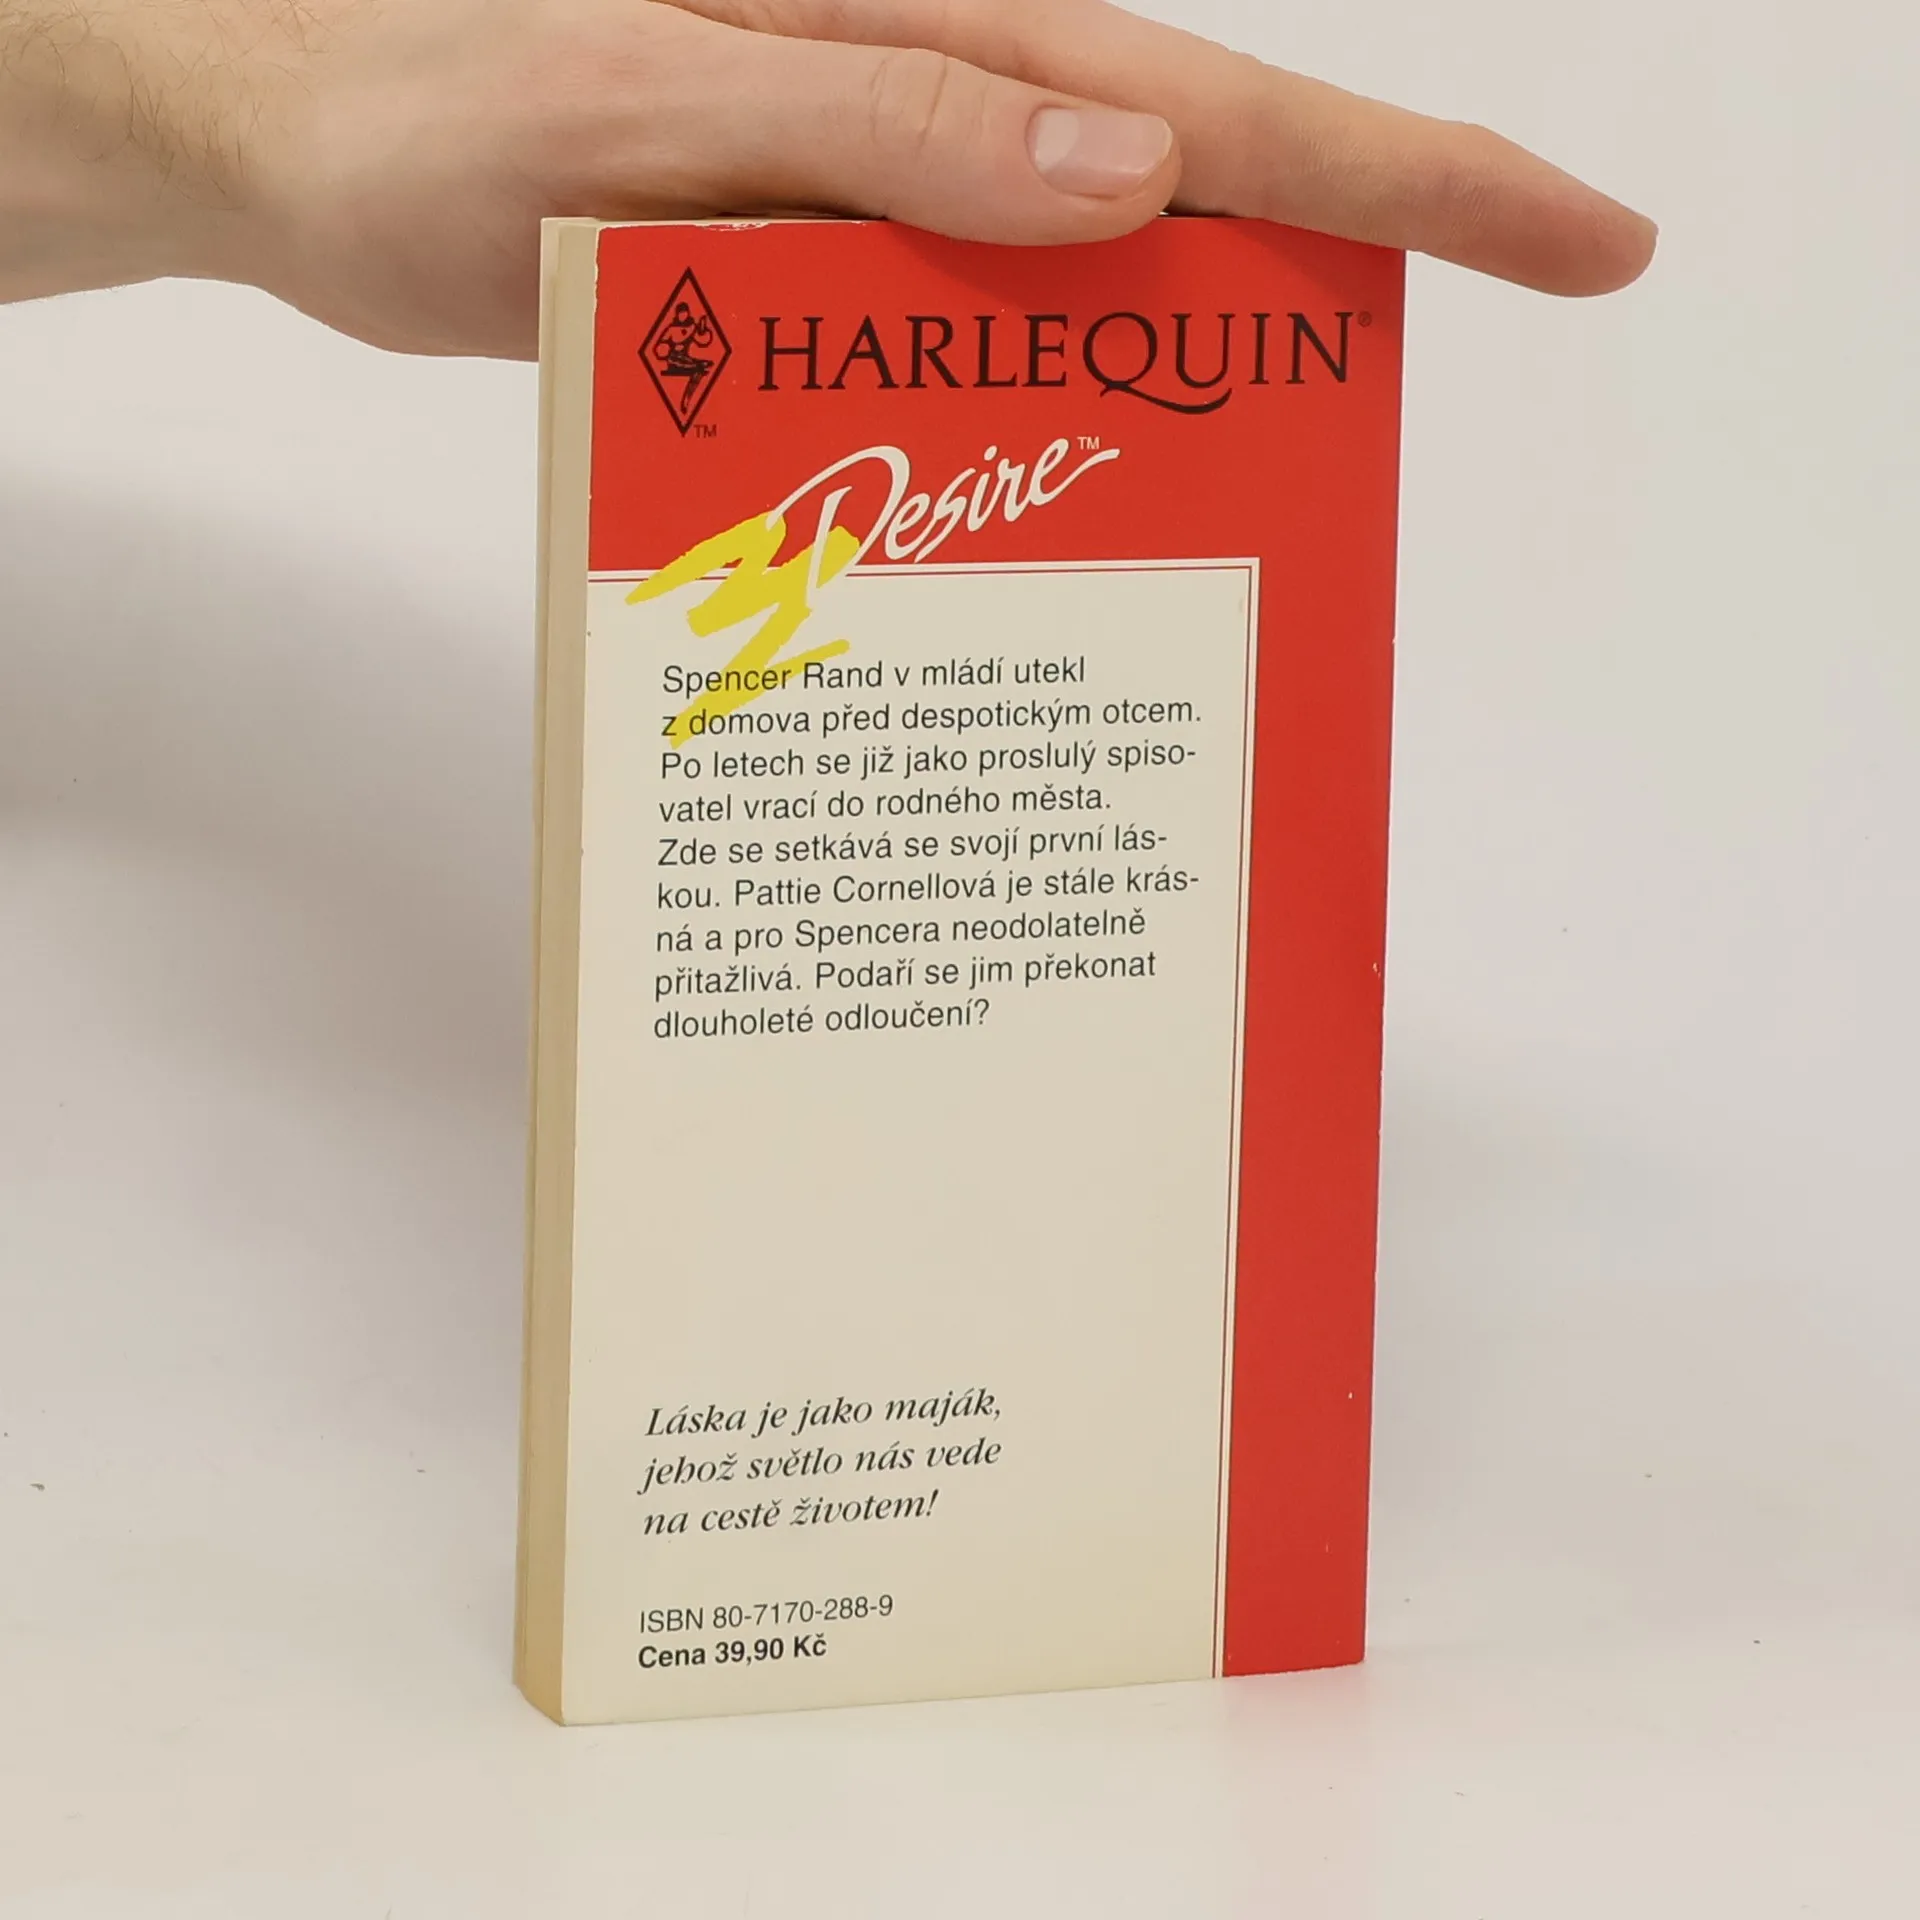 HARLEQUIN®
TM
Desire™
Spencer Rand v mládí utekl
z domova před despotickým otcem.
Po letech se již jako proslulý spiso-
vatel vrací do rodného města.
Zde se setkává se svojí první lás-
kou. Pattie Cornellová je stále krás-
ná a pro Spencera neodolatelně
přitažlivá. Podaří se jim překonat
dlouholeté odloučení?
Láska je jako maják,
jehož světlo nás vede
na cestě životem!
ISBN 80-7170-288-9
Cena 39,90 Kč